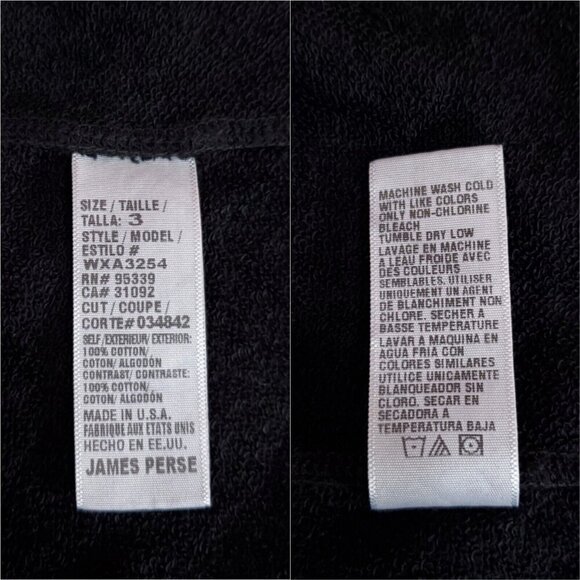 SIZE / TAILLE /
TALLA: 3
STYLE / MODEL /
ESTILO #
WXA3254
RN# 95339
CA# 31092
CUT / COUPE /
CORTE# 034842
SELF/EXTERIEUR/EXTERIOR:
100% COTTON/
COTON/ ALGODÓN
CONTRAST/ CONTRASTE:
100% COTTON/
COTON/ ALGODÓN
MADE IN U.S.A.
FABRIQUE AUX ETATS UNIS
HECHO EN EE.UU.
JAMES PERSE
MACHINE WASH COLD
WITH LIKE COLORS
ONLY NON-CHLORINE
BLEACH
TUMBLE DRY LOW
LAVAGE EN MACHINE
A LEAU FROIDE AVEC
DES COULEURS
SEMBLABLES, UTILISER
UNIQUEMENT UN AGENT
DE BLANCHIMENT NON
CHLORE. SECHER A
BASSE TEMPERATURE
LAVAR A MAQUINA EN
AGUA FRIA CON
COLORES SIMILARES
UTILICE UNICAMENTE
BLANQUEADOR SIN
CLORO. SECAR EN
SECADORA A
TEMPERATURA BAJA